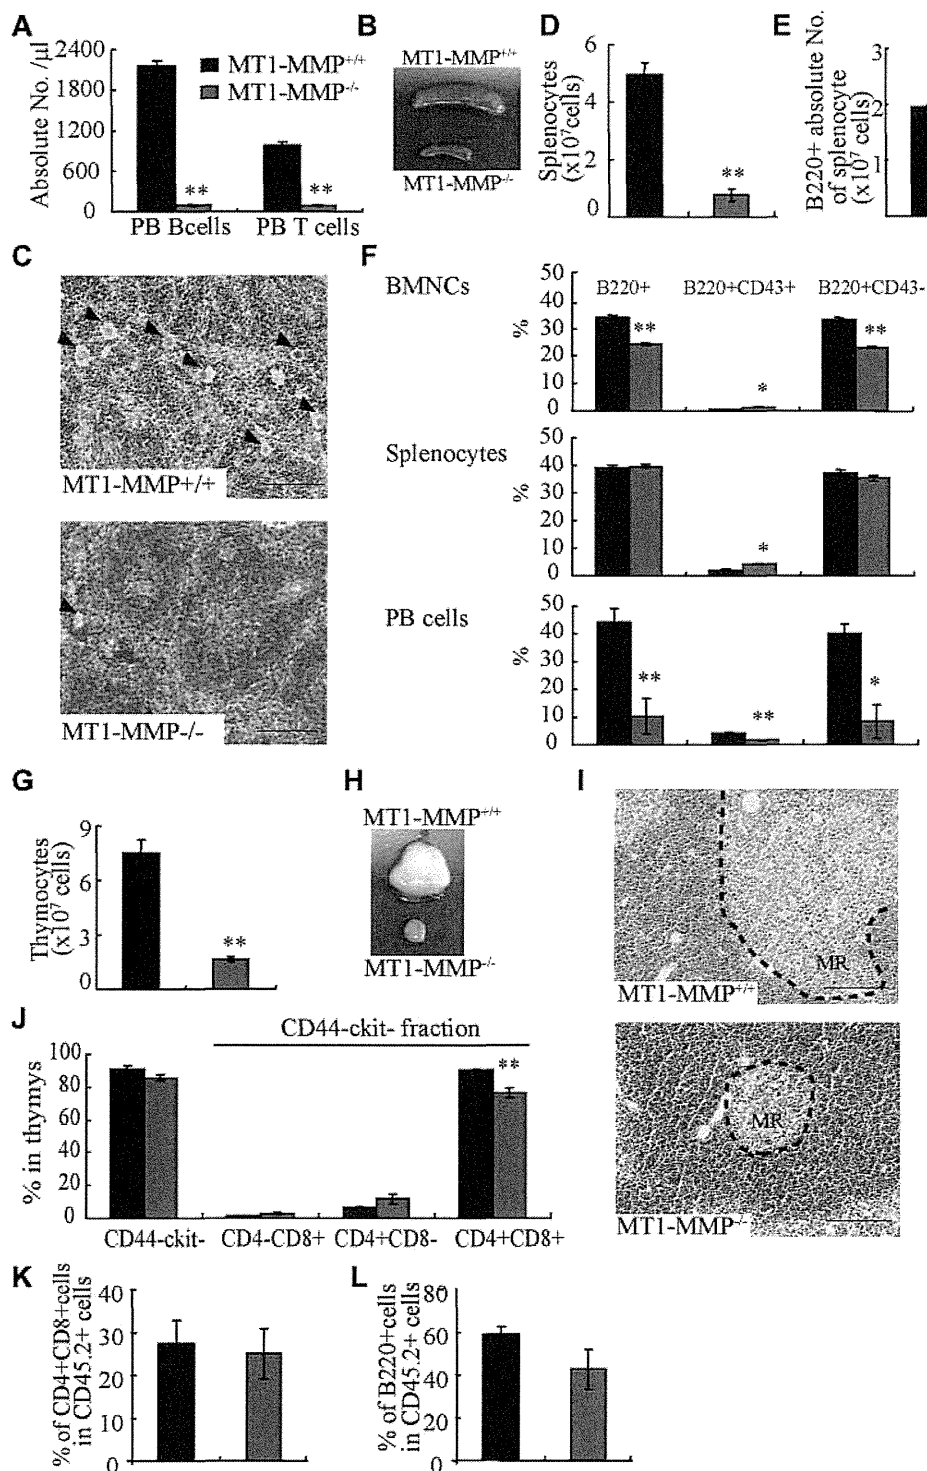 A
Absolute No. /µl
2400
1800
1200
600
0
MT1-MMP+/+
MT1-MMP-/-
**
**
PB Bcells
PB T cells
B
MT1-MMP+/+
MT1-MMP-/-
D
Splenocytes
(x10⁷cells)
6
4
2
0
**
E
B220+ absolute No.
of splenocyte
(x10⁷ cells)
3
2
1
0
C
MT1-MMP+/+
MT1-MMP-/-
F
BMNCs
%
50
40
30
20
10
0
B220+
B220+CD43+
B220+CD43-
**
*
**
Splenocytes
%
50
40
30
20
10
0
*
PB cells
%
50
40
30
20
10
0
**
**
*
G
Thymocytes
(x10⁷ cells)
9
6
3
0
**
H
MT1-MMP+/+
MT1-MMP-/-
I
MR
MT1-MMP+/+
MR
MT1-MMP-/-
J
CD44-ckit- fraction
% in thymys
100
80
60
40
20
0
**
CD44-ckit-
CD4-CD8+
CD4+CD8-
CD4+CD8+
K
% of CD4+CD8+cells
in CD45.2+ cells
40
30
20
10
0
L
% of B220+cells
in CD45.2+ cells
80
60
40
20
0